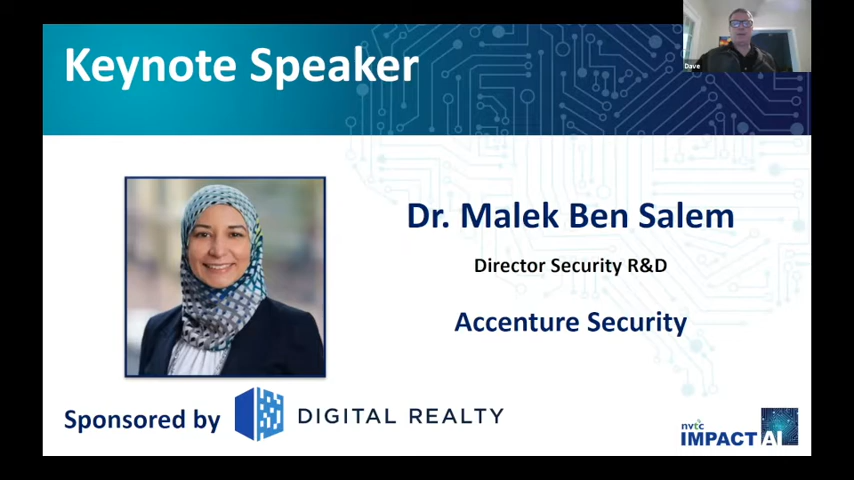 Keynote Speaker
Dave
Dr. Malek Ben Salem
Director Security R&D
Accenture Security
Sponsored by
DIGITAL REALTY
nvtc
IMPACT AI